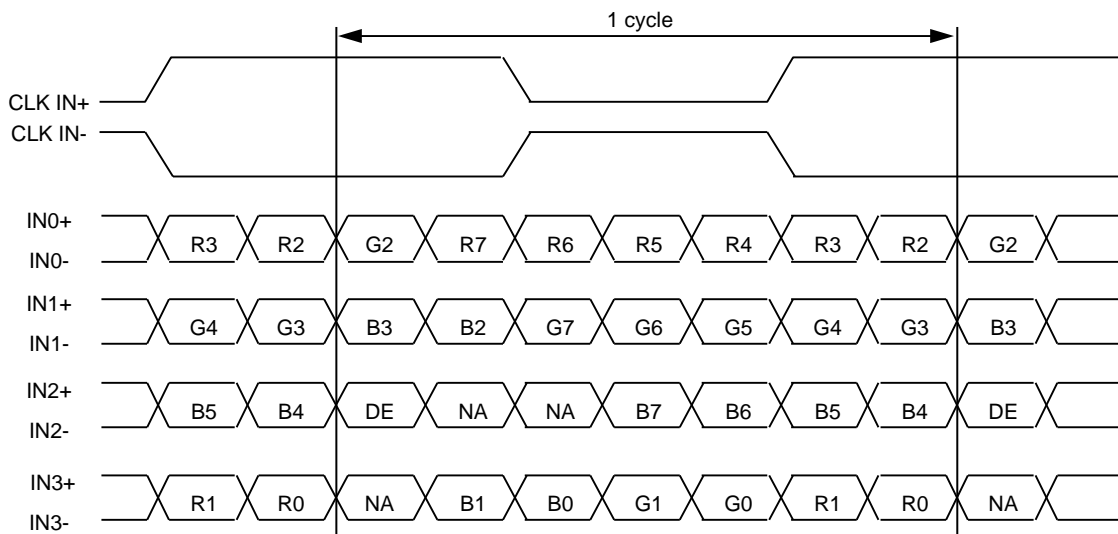 1 cycle
CLK IN+
CLK IN-
IN0+
R3 R2 G2 R7 R6 R5 R4 R3 R2 G2
IN0-
IN1+
G4 G3 B3 B2 G7 G6 G5 G4 G3 B3
IN1-
IN2+
B5 B4 DE NA NA B7 B6 B5 B4 DE
IN2-
IN3+
R1 R0 NA B1 B0 G1 G0 R1 R0 NA
IN3-